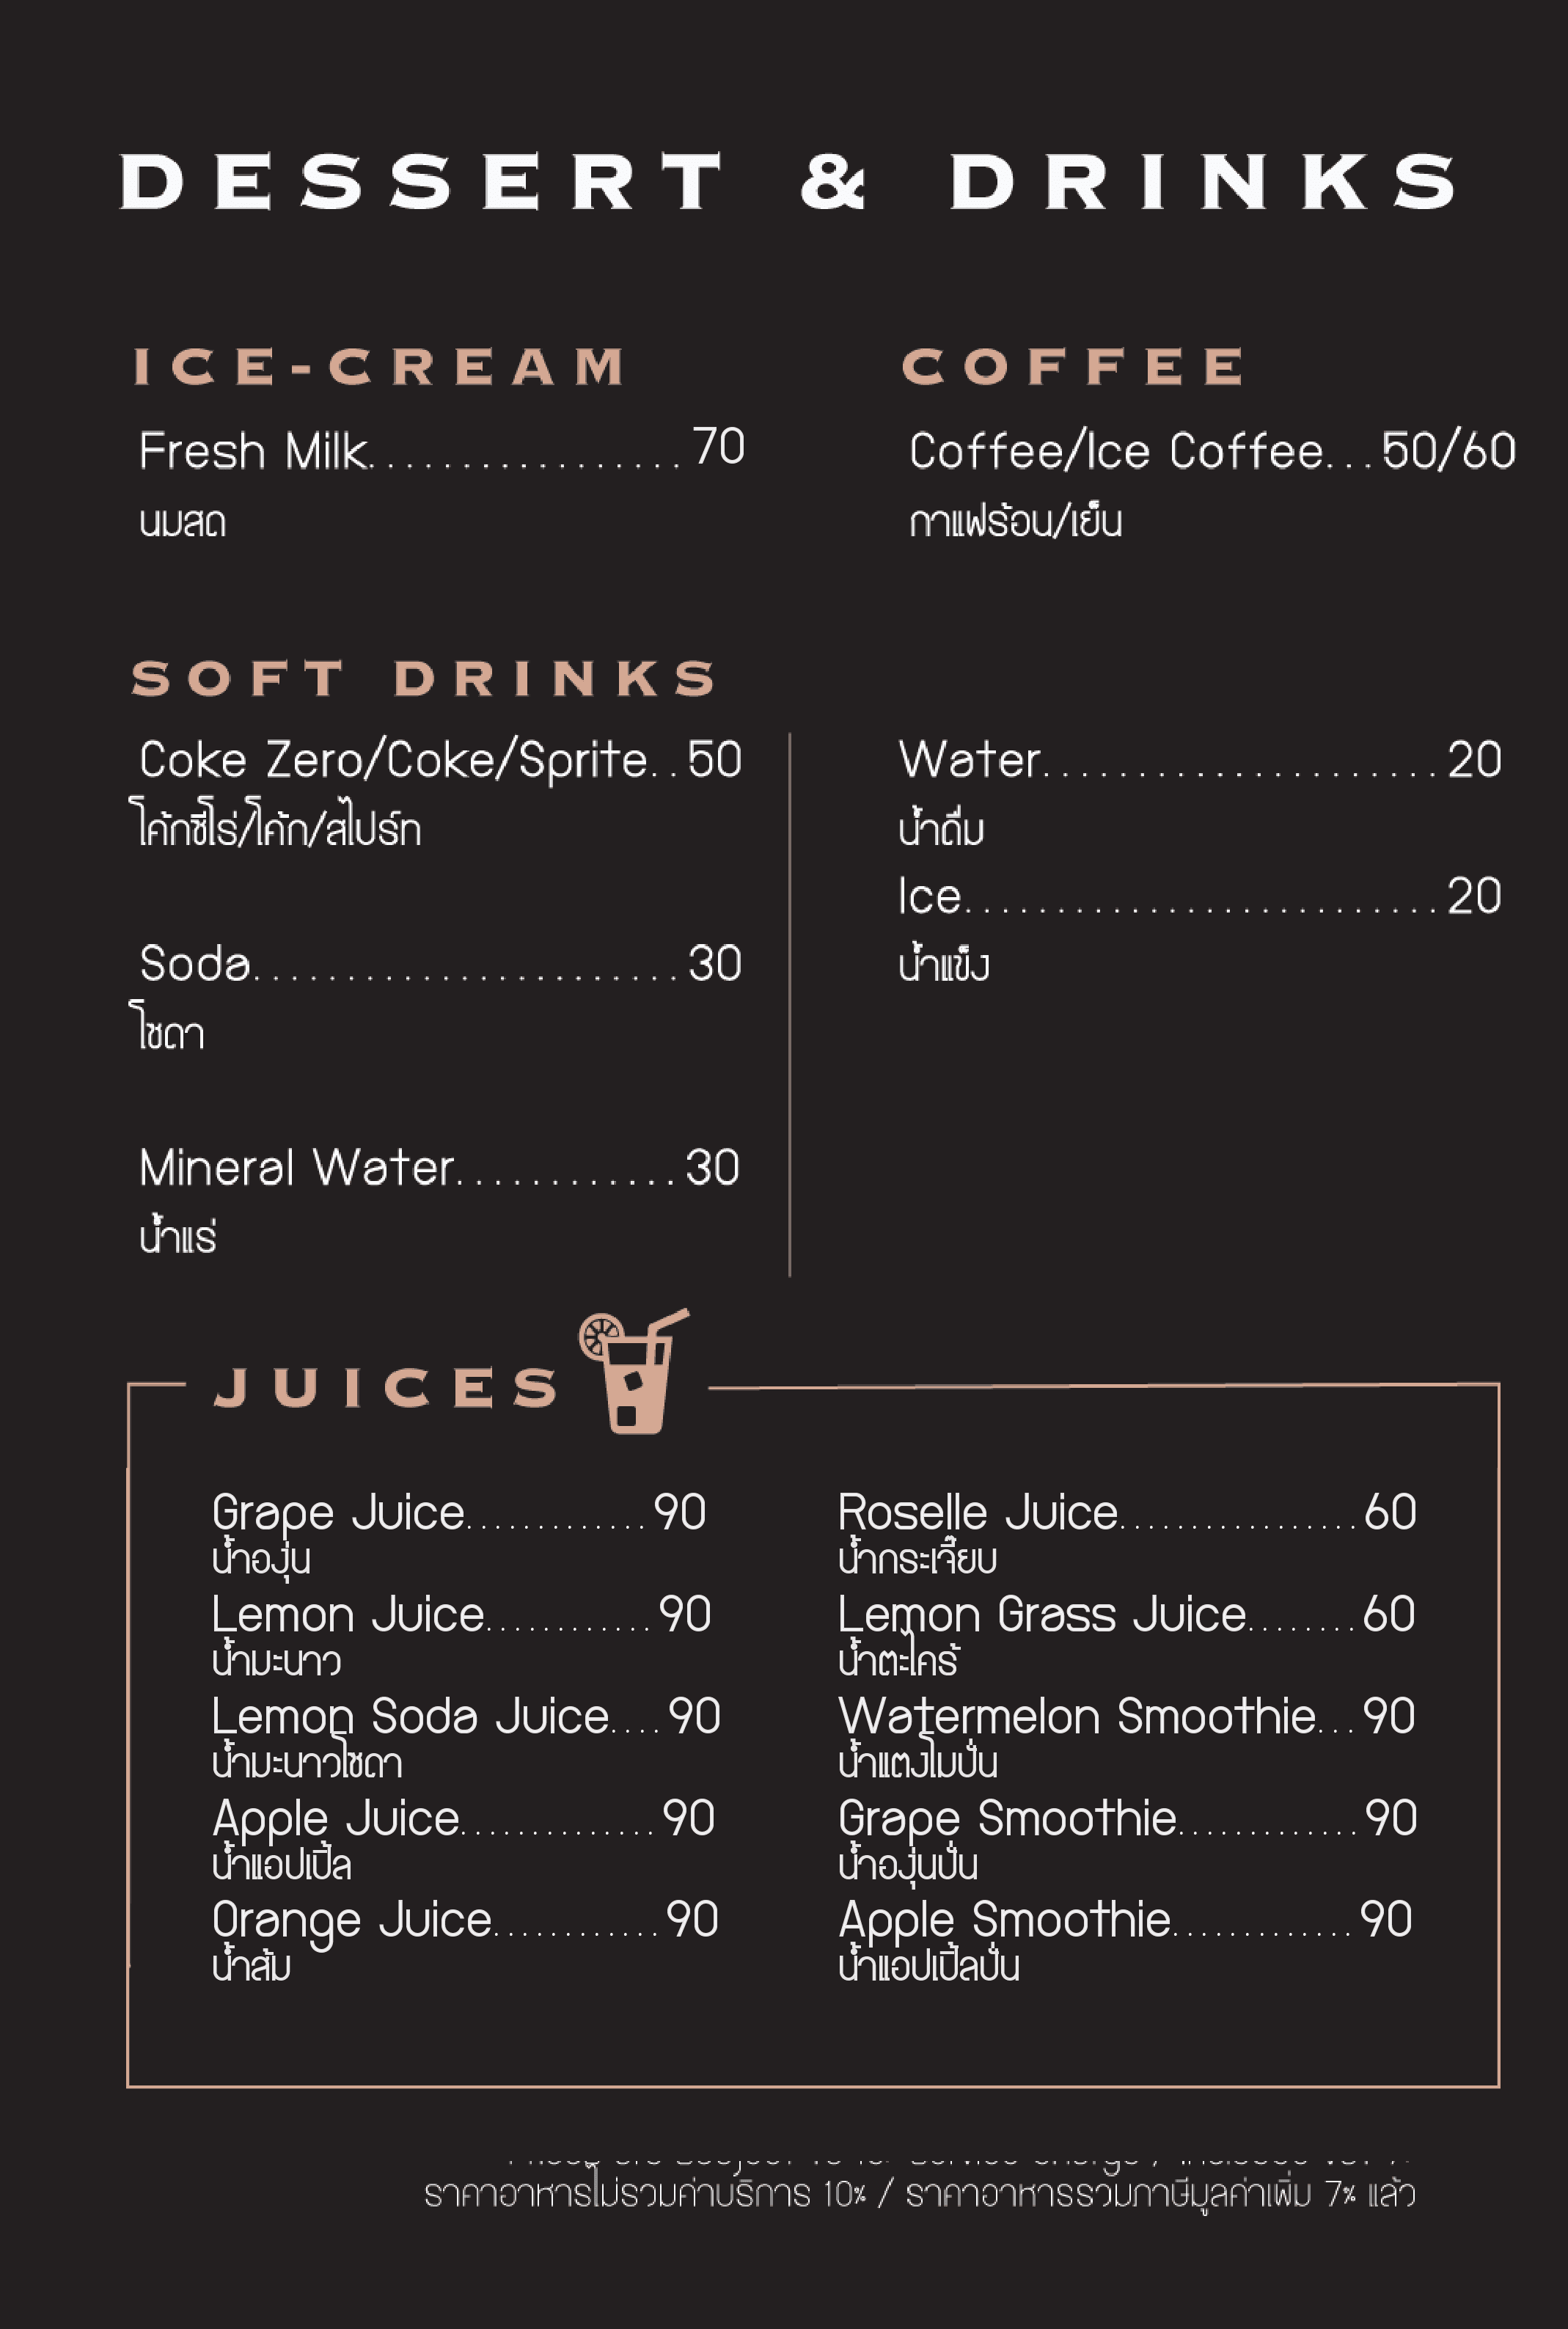 DESSERT & DRINKS
ICE-CREAM
Fresh Milk.................70
นมสด
COFFEE
Coffee/Ice Coffee...50/60
กาแฟร้อน/เย็น
SOFT DRINKS
Coke Zero/Coke/Sprite..50
โค้กซีโร่/โค้ก/สไปร์ท
Soda.......................30
โซดา
Mineral Water............30
น้ำแร่
Water.....................20
น้ำดื่ม
Ice..........................20
น้ำแข็ง
JUICES
Grape Juice.............90
น้ำองุ่น
Lemon Juice............90
น้ำมะนาว
Lemon Soda Juice....90
น้ำมะนาวโซดา
Apple Juice..............90
น้ำแอปเปิ้ล
Orange Juice............90
น้ำส้ม
Roselle Juice.................60
น้ำกระเจี๊ยบ
Lemon Grass Juice........60
น้ำตะไคร้
Watermelon Smoothie...90
น้ำแตงโมปั่น
Grape Smoothie.............90
น้ำองุ่นปั่น
Apple Smoothie.............90
น้ำแอปเปิ้ลปั่น
ราคาอาหารไม่รวมค่าบริการ 10% / ราคาอาหารรวมภาษีมูลค่าเพิ่ม 7% แล้ว